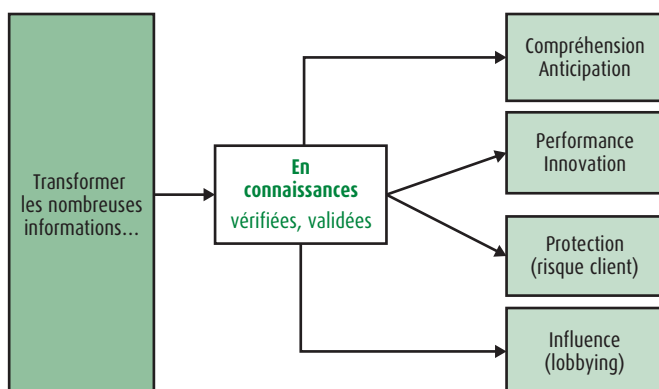 Transformer
les nombreuses
informations...
En
connaissances
vérifiées, validées
Compréhension
Anticipation
Performance
Innovation
Protection
(risque client)
Influence
(lobbying)